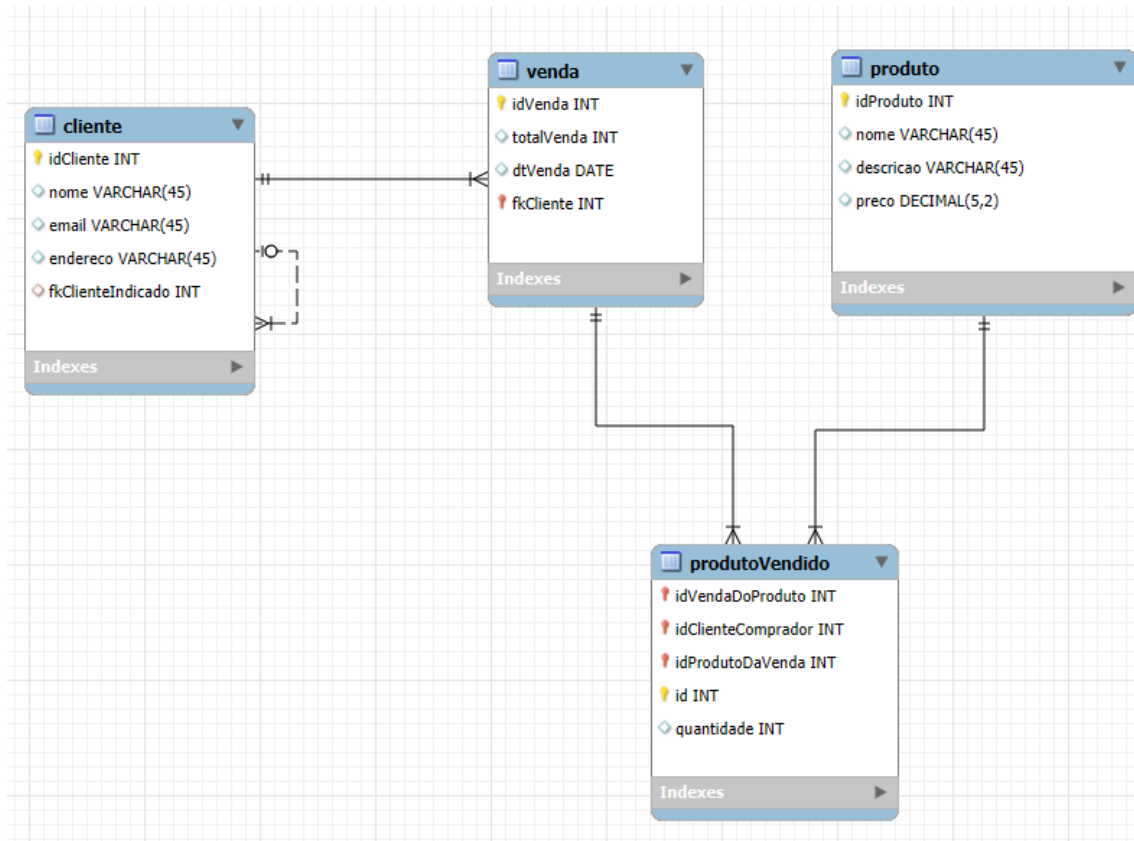 cliente
idCliente INT
nome VARCHAR(45)
email VARCHAR(45)
endereco VARCHAR(45)
fkClienteIndicado INT
Indexes
venda
idVenda INT
totalVenda INT
dtVenda DATE
fkCliente INT
Indexes
produto
idProduto INT
nome VARCHAR(45)
descricao VARCHAR(45)
preco DECIMAL(5,2)
Indexes
produtoVendido
idVendaDoProduto INT
idClienteComprador INT
idProdutoDaVenda INT
id INT
quantidade INT
Indexes